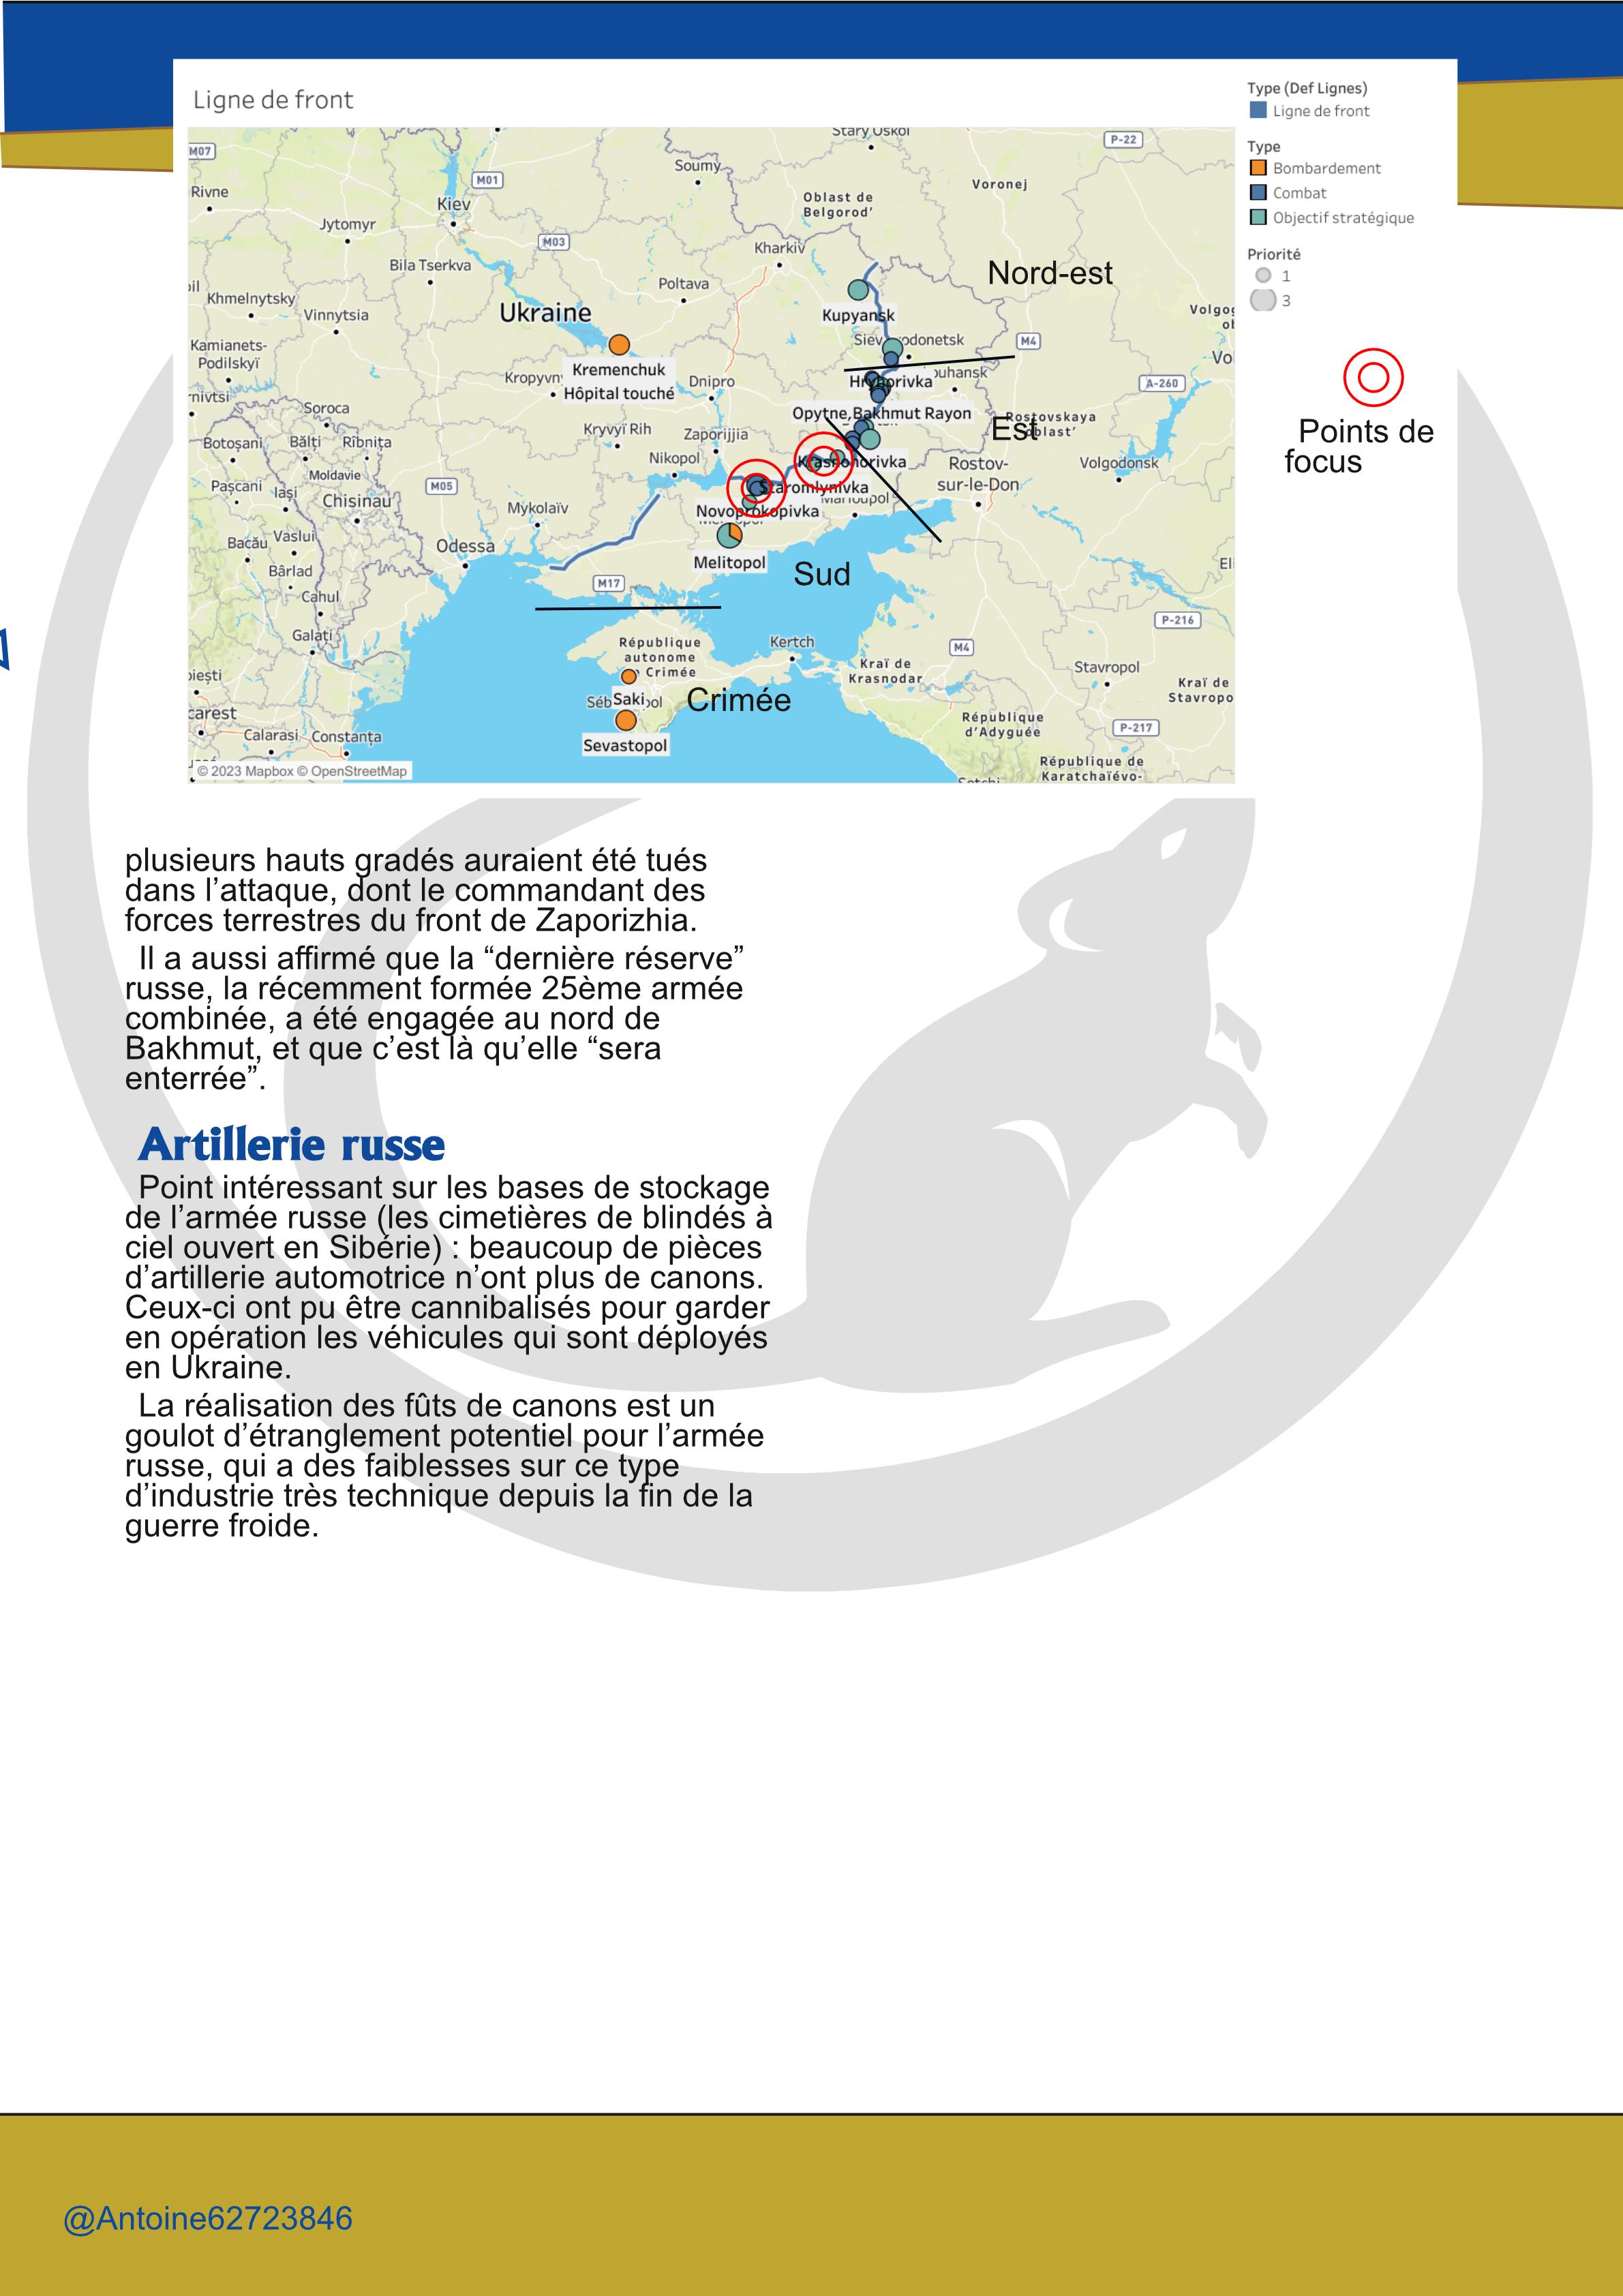 Ligne de front
Type (Def Lignes)
Ligne de front
Type
Bombardement
Combat
Objectif stratégique
Priorité
1
3
Points de
focus
M07
Rivne
Jytomyr
Kiev
M01
Soumy
Stary Oskol
P-22
Voronej
Oblast de
Belgorod’
M03
Bila Tserkva
Kharkiv
Nord-est
Khmelnytsky
Vinnytsia
Poltava
Ukraine
Kupyansk
Kamianets-
Podilskyï
Kremenchuk
Hôpital touché
M4
A-260
Dnipro
Hryhorivka
Soroca
Opytne,Bakhmut Rayon
Rostovskaya
oblast’
Est
Botoșani
Bălți
Rîbnița
Kryvyï Rih
Zaporijjia
Moldavie
Nikopol
Krasnohorivka
Rostov-
sur-le-Don
Volgodonsk
Pașcani
Iași
Chisinau
M05
Staromlynivka
Mykolaïv
Novoprokopivka
Bacău
Vaslui
Odessa
Melitopol
Bârlad
Sud
M17
Cahul
P-216
Galați
République
autonome
Crimée
Kertch
M4
Kraï de
Krasnodar
Stavropol
Saki
Crimée
Kraï de
Stavropo
Calarasi
Constanța
Sevastopol
République
d’Adyguée
P-217
République de
Karatchaïévo-
© 2023 Mapbox © OpenStreetMap
plusieurs hauts gradés auraient été tués
dans l’attaque, dont le commandant des
forces terrestres du front de Zaporizhia.
Il a aussi affirmé que la “dernière réserve”
russe, la récemment formée 25ème armée
combinée, a été engagée au nord de
Bakhmut, et que c’est là qu’elle “sera
enterrée”.
Artillerie russe
Point intéressant sur les bases de stockage
de l’armée russe (les cimetières de blindés à
ciel ouvert en Sibérie) : beaucoup de pièces
d’artillerie automotrice n’ont plus de canons.
Ceux-ci ont pu être cannibalisés pour garder
en opération les véhicules qui sont déployés
en Ukraine.
La réalisation des fûts de canons est un
goulot d’étranglement potentiel pour l’armée
russe, qui a des faiblesses sur ce type
d’industrie très technique depuis la fin de la
guerre froide.
@Antoine62723846